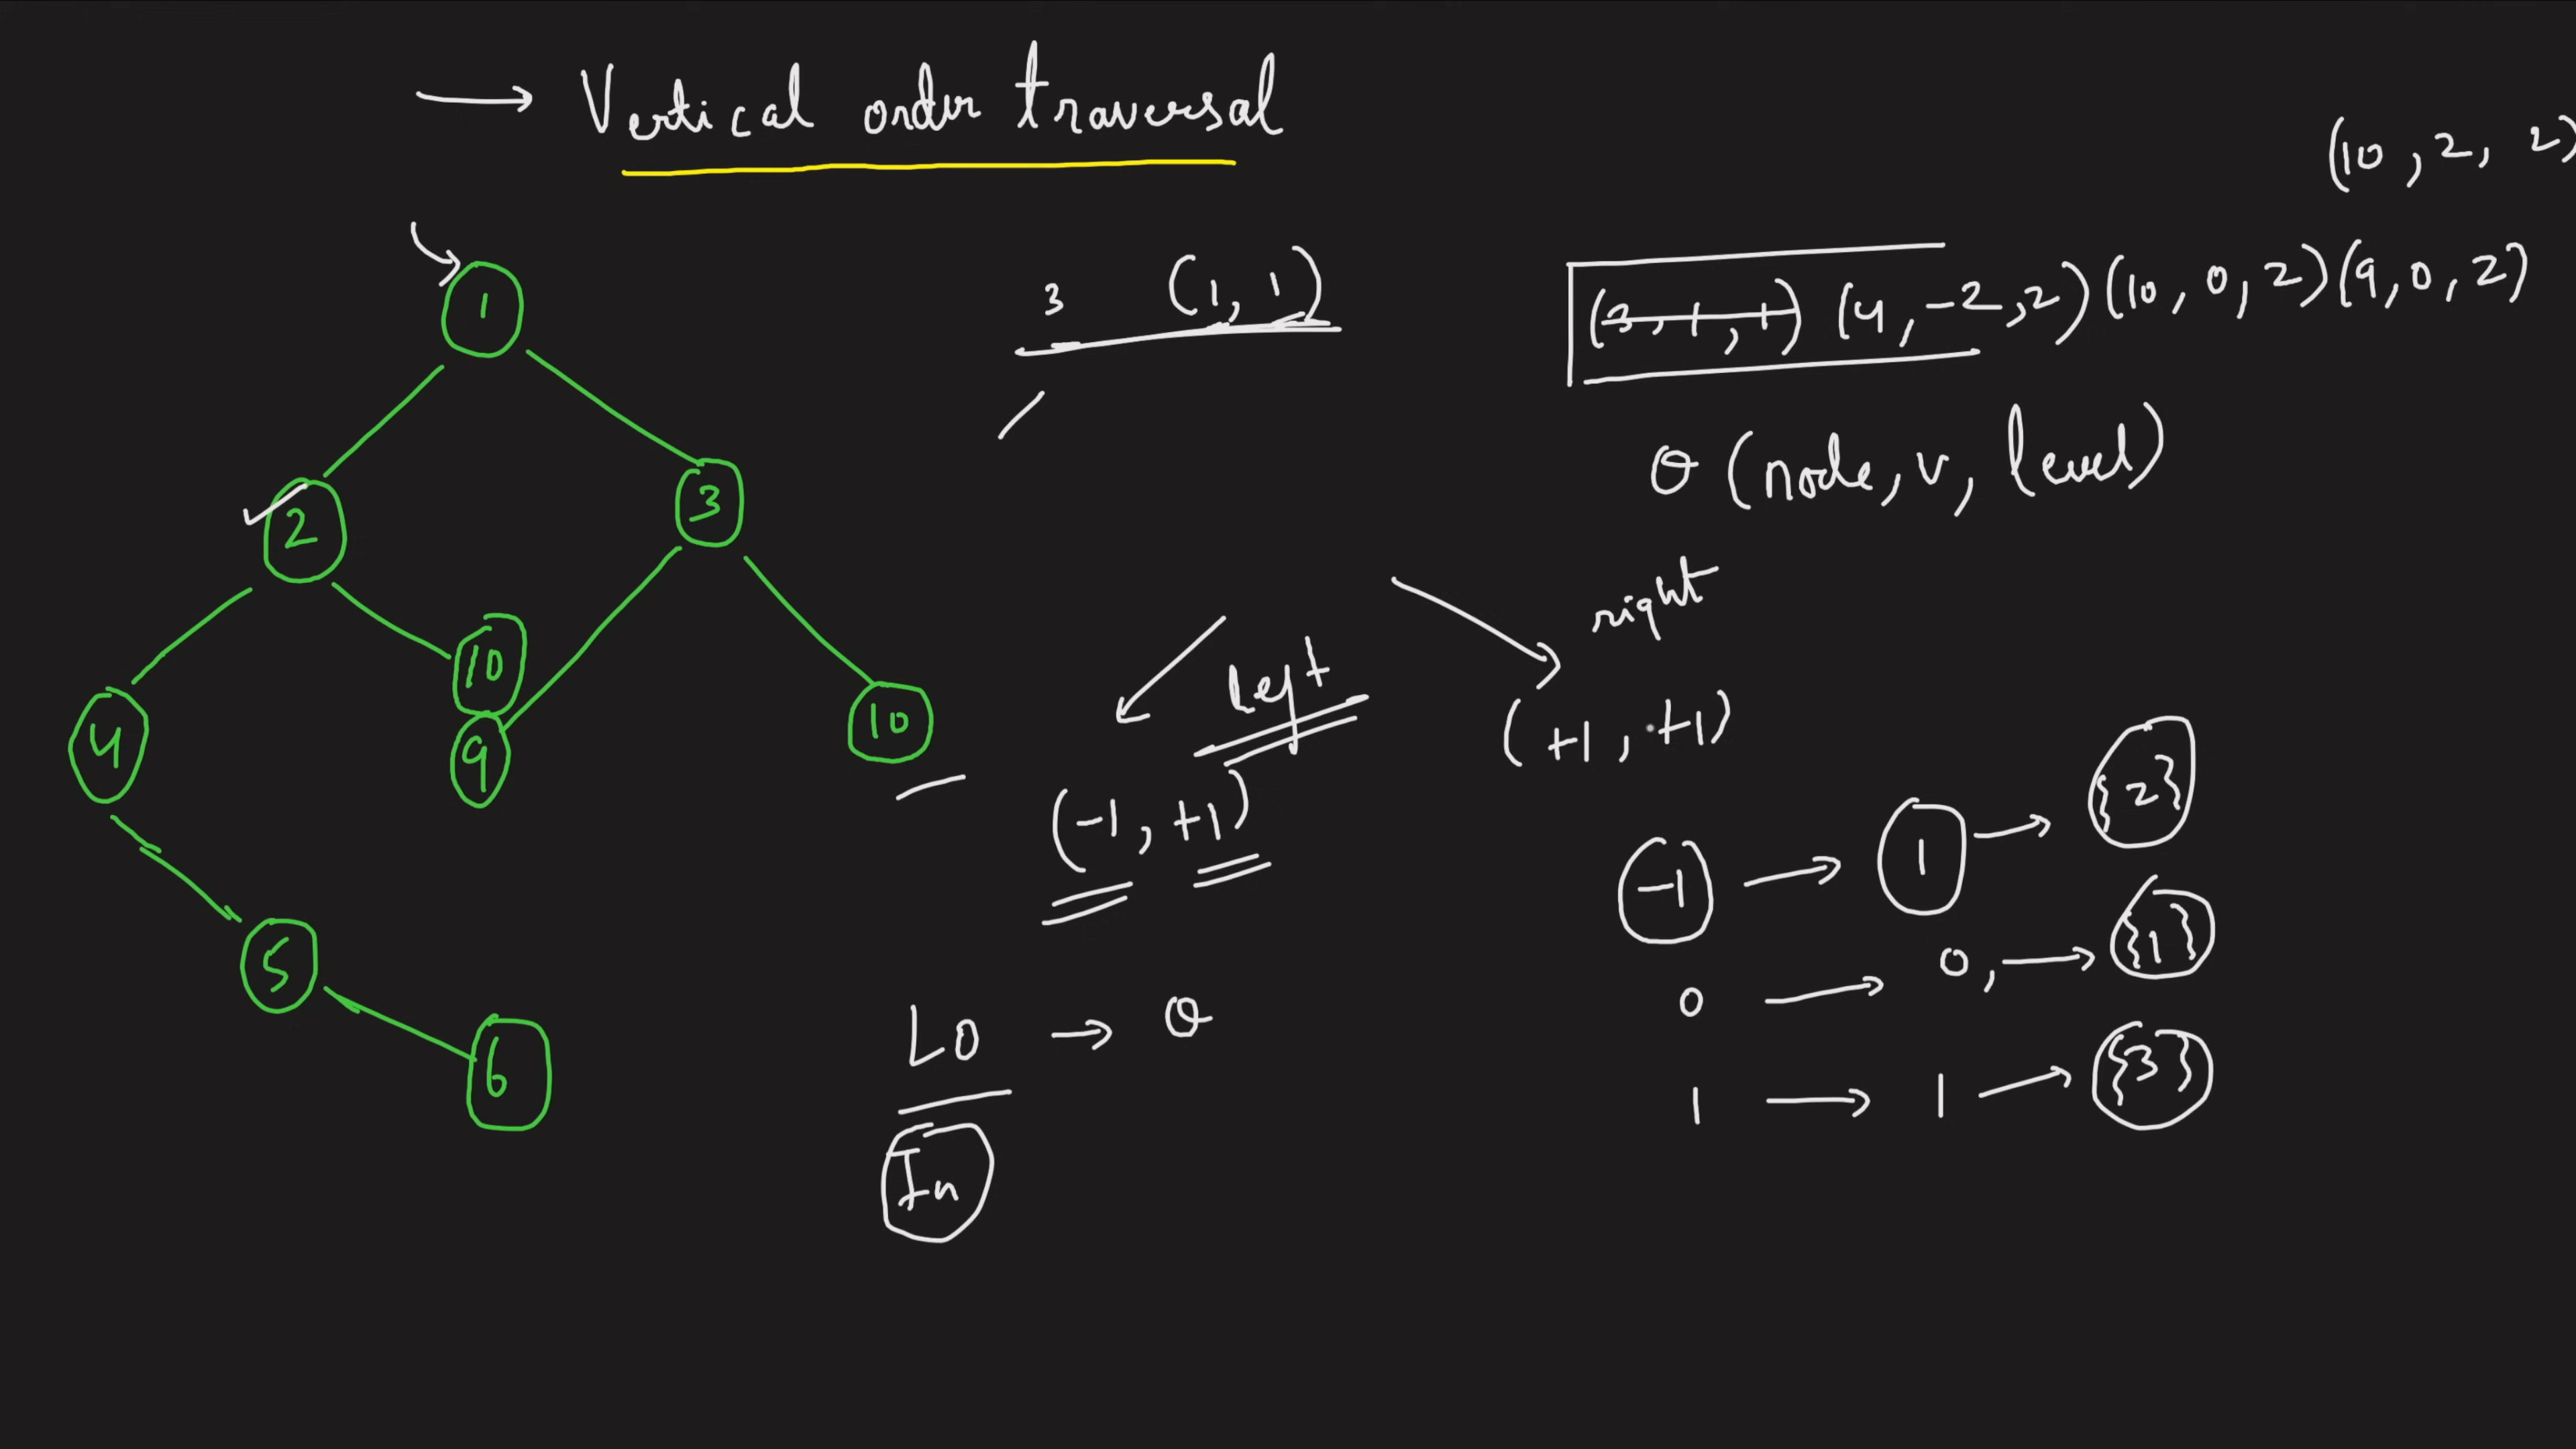 → Vertical order traversal
(10, 2, 2)
1
3 (1, 1)
(3, 1, 1) (4, -2, 2) (10, 0, 2) (9, 0, 2)
Q (node, v, level)
2
3
right
left
10
4
9
10
(+1, +1)
(-1, +1)
-1 → 1 → {2}
0 → 0, → {1}
1 → 1 → {3}
5
LO → Q
6
In